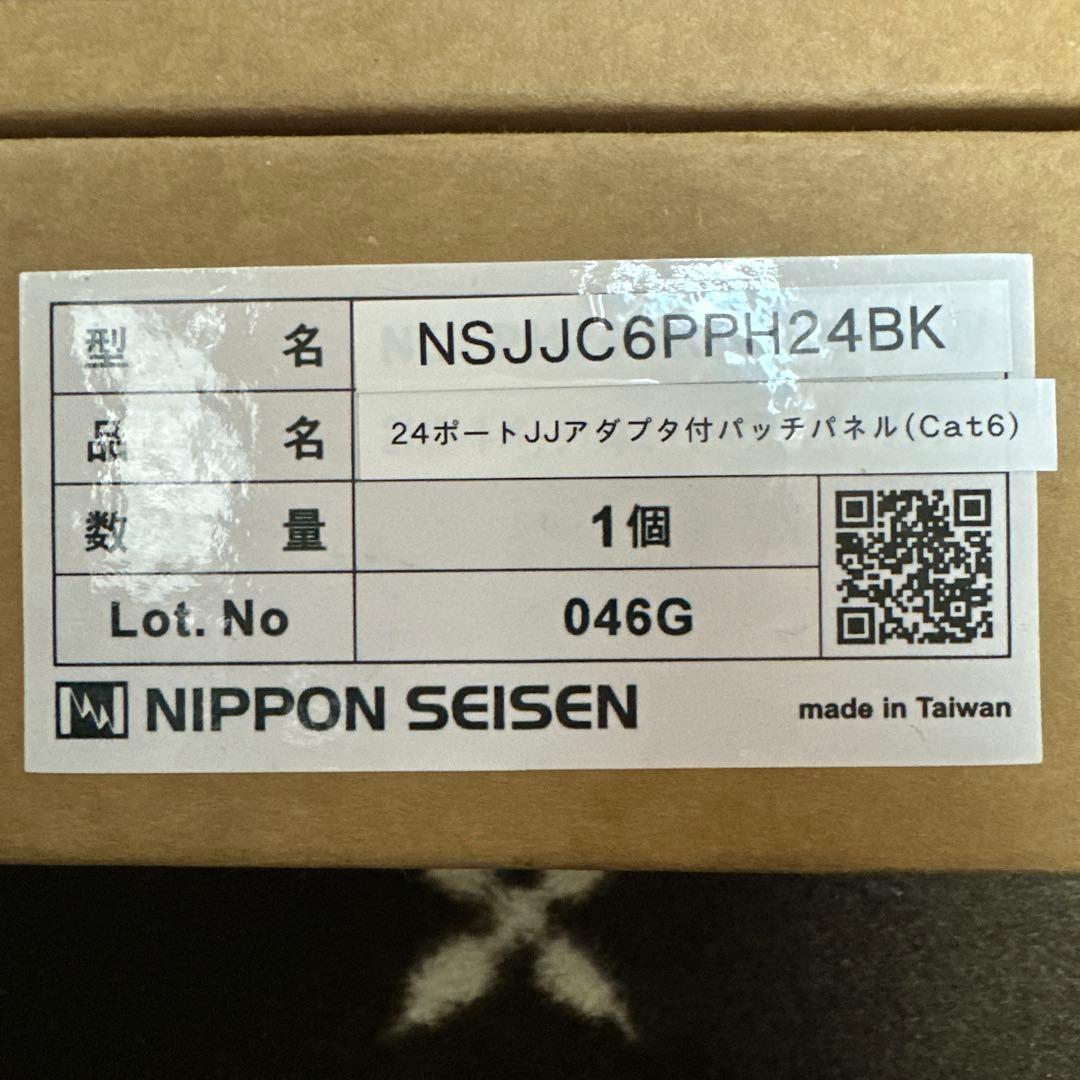 型名 NSJJC6PPH24BK
品名 24ポートJJアダプタ付パッチパネル(Cat6)
数量 1個
Lot. No 046G
NIPPON SEISEN made in Taiwan